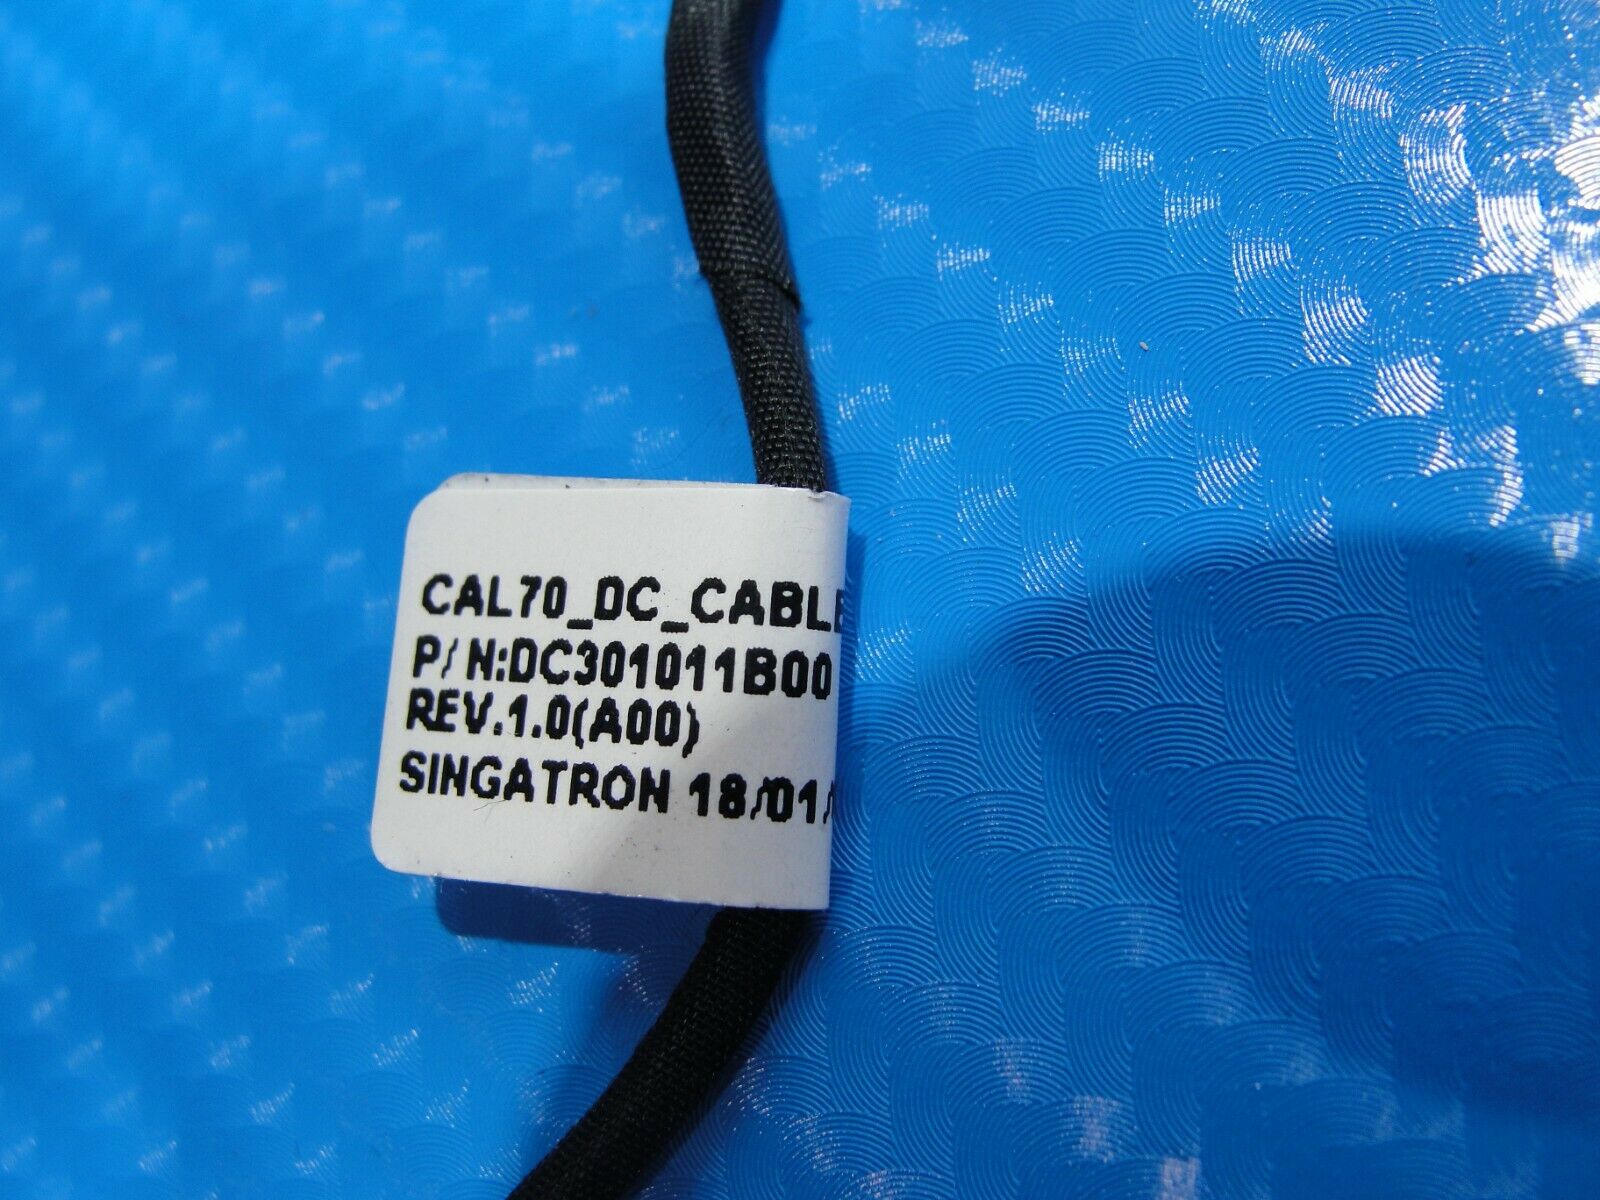 CAL70_DC_CABLE
P/N:DC301011B00
REV.1.0(A00)
SINGATRON 18/01/